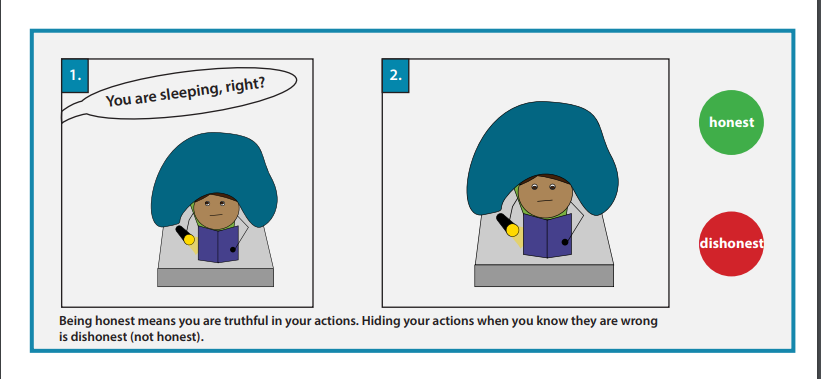 1.
You are sleeping, right?
2.
honest
dishonest
Being honest means you are truthful in your actions. Hiding your actions when you know they are wrong
is dishonest (not honest).